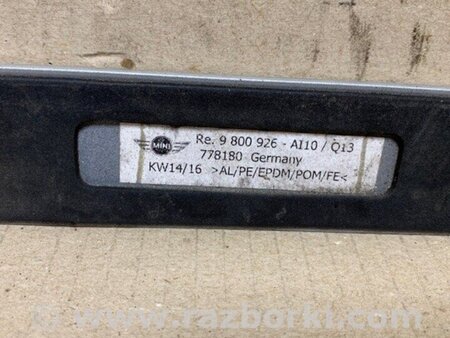 MINI
Re. 9 800 926 - AI10 / Q13
778180 Germany
KW14/16 >AL/PE/EPDM/POM/FE<
www.razborki.com